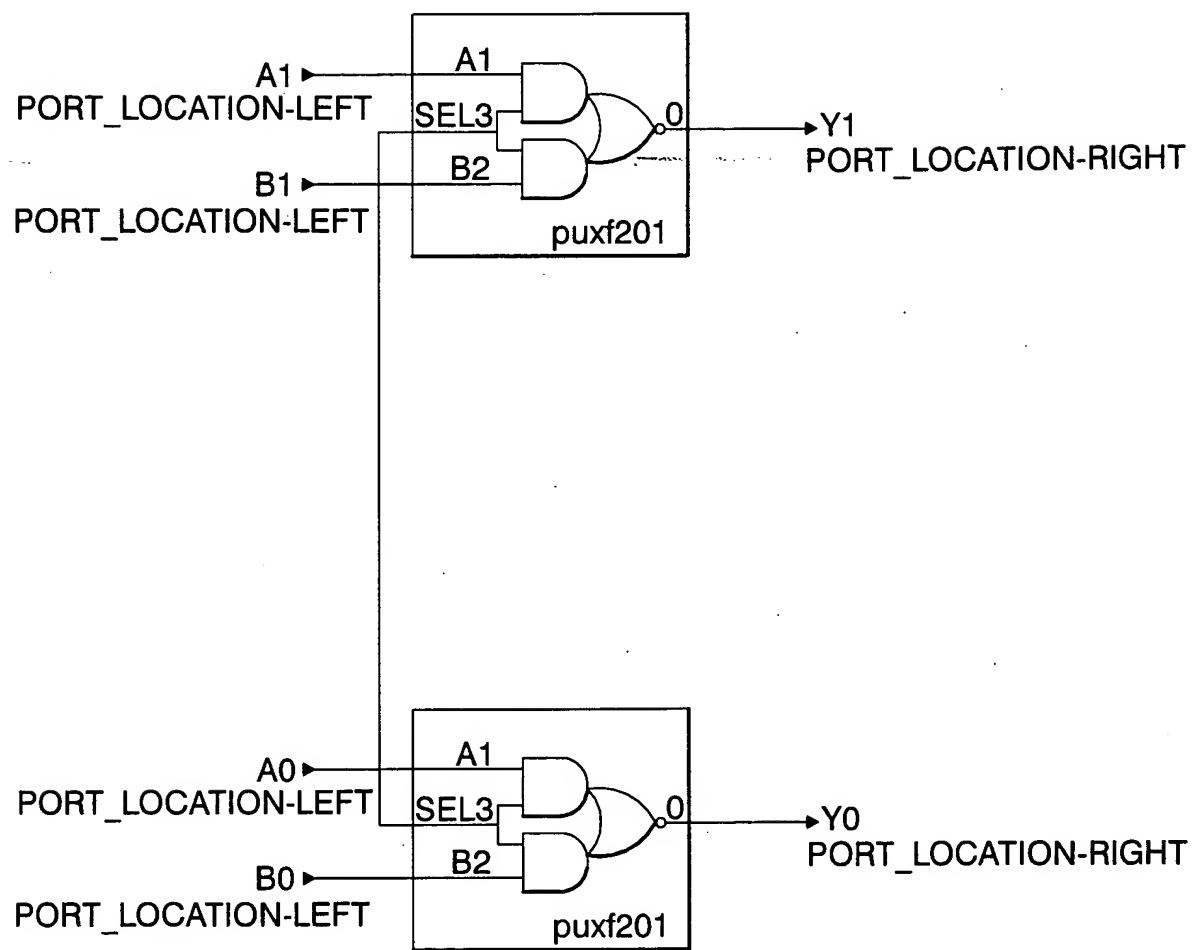 A1
PORT_LOCATION-LEFT
A1
SEL3
0
Y1
PORT_LOCATION-RIGHT
B1
PORT_LOCATION-LEFT
B2
puxf201
A0
PORT_LOCATION-LEFT
A1
SEL3
0
Y0
PORT_LOCATION-RIGHT
B0
PORT_LOCATION-LEFT
B2
puxf201